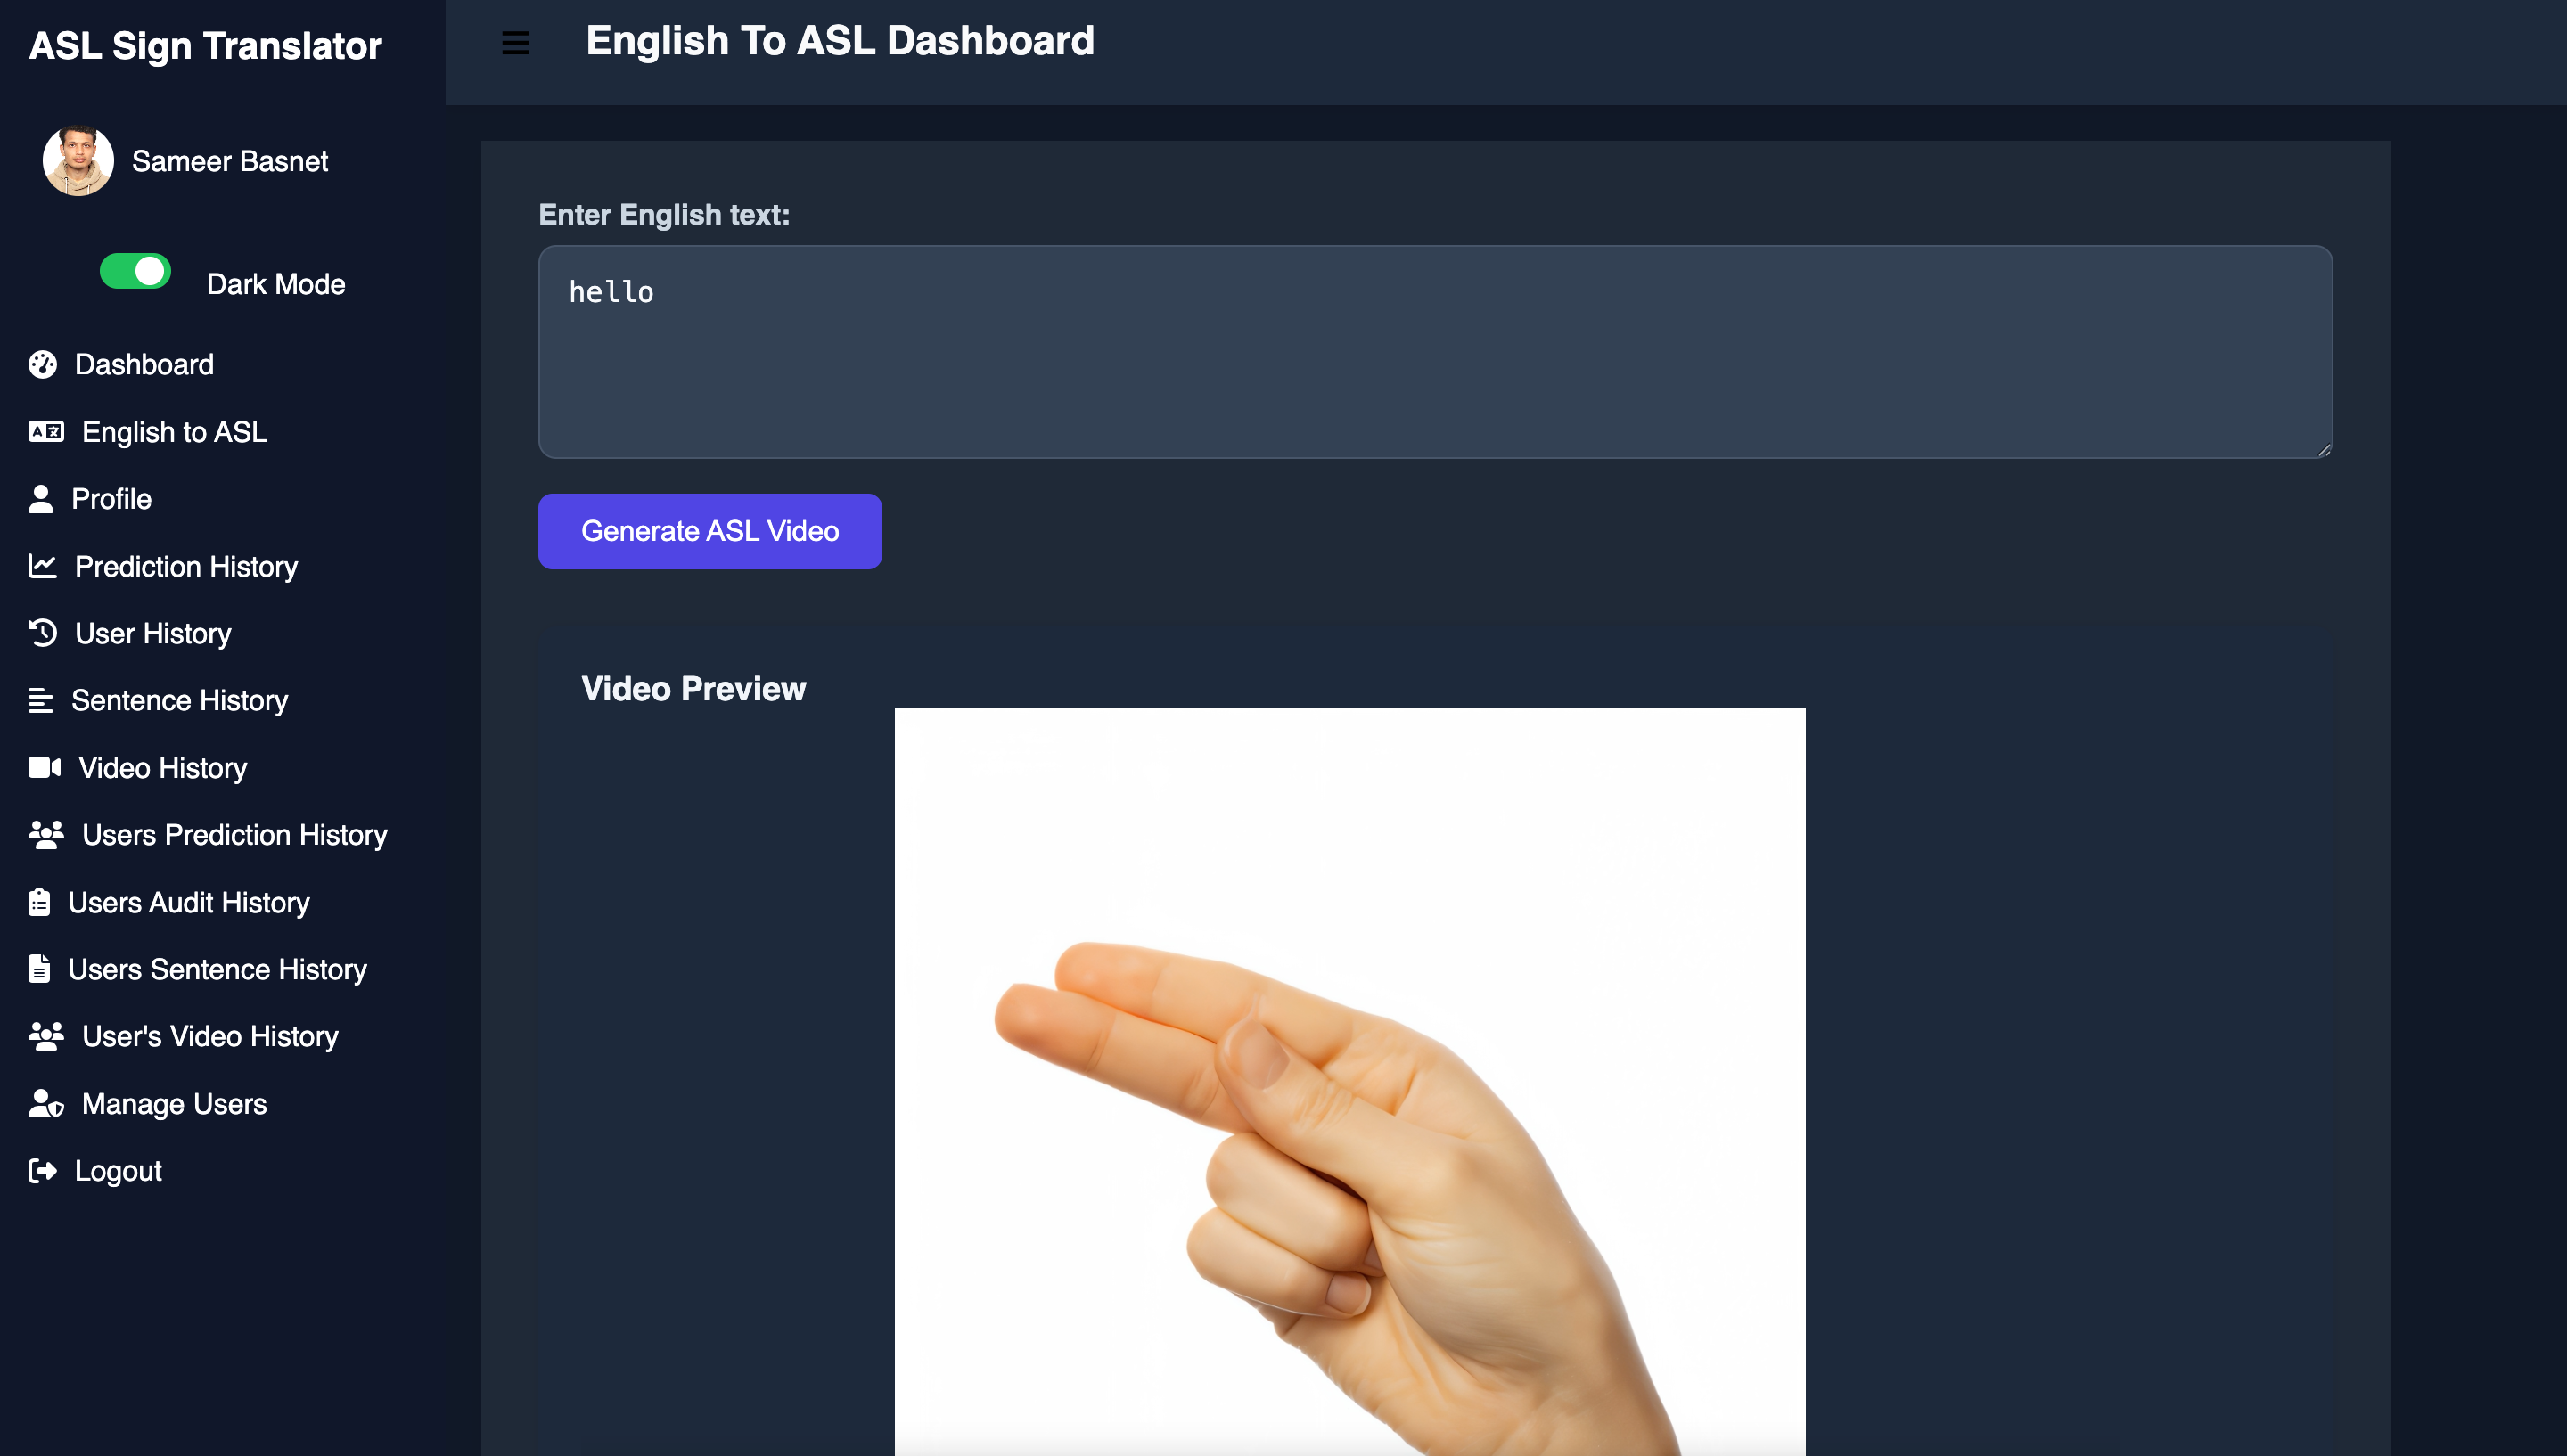 ASL Sign Translator
English To ASL Dashboard
Sameer Basnet
Dark Mode
Dashboard
English to ASL
Profile
Prediction History
User History
Sentence History
Video History
Users Prediction History
Users Audit History
Users Sentence History
User's Video History
Manage Users
Logout
Enter English text:
hello
Generate ASL Video
Video Preview